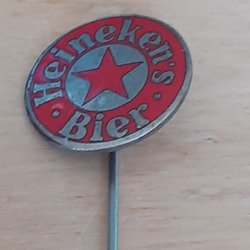 Heineken's
· Bier ·